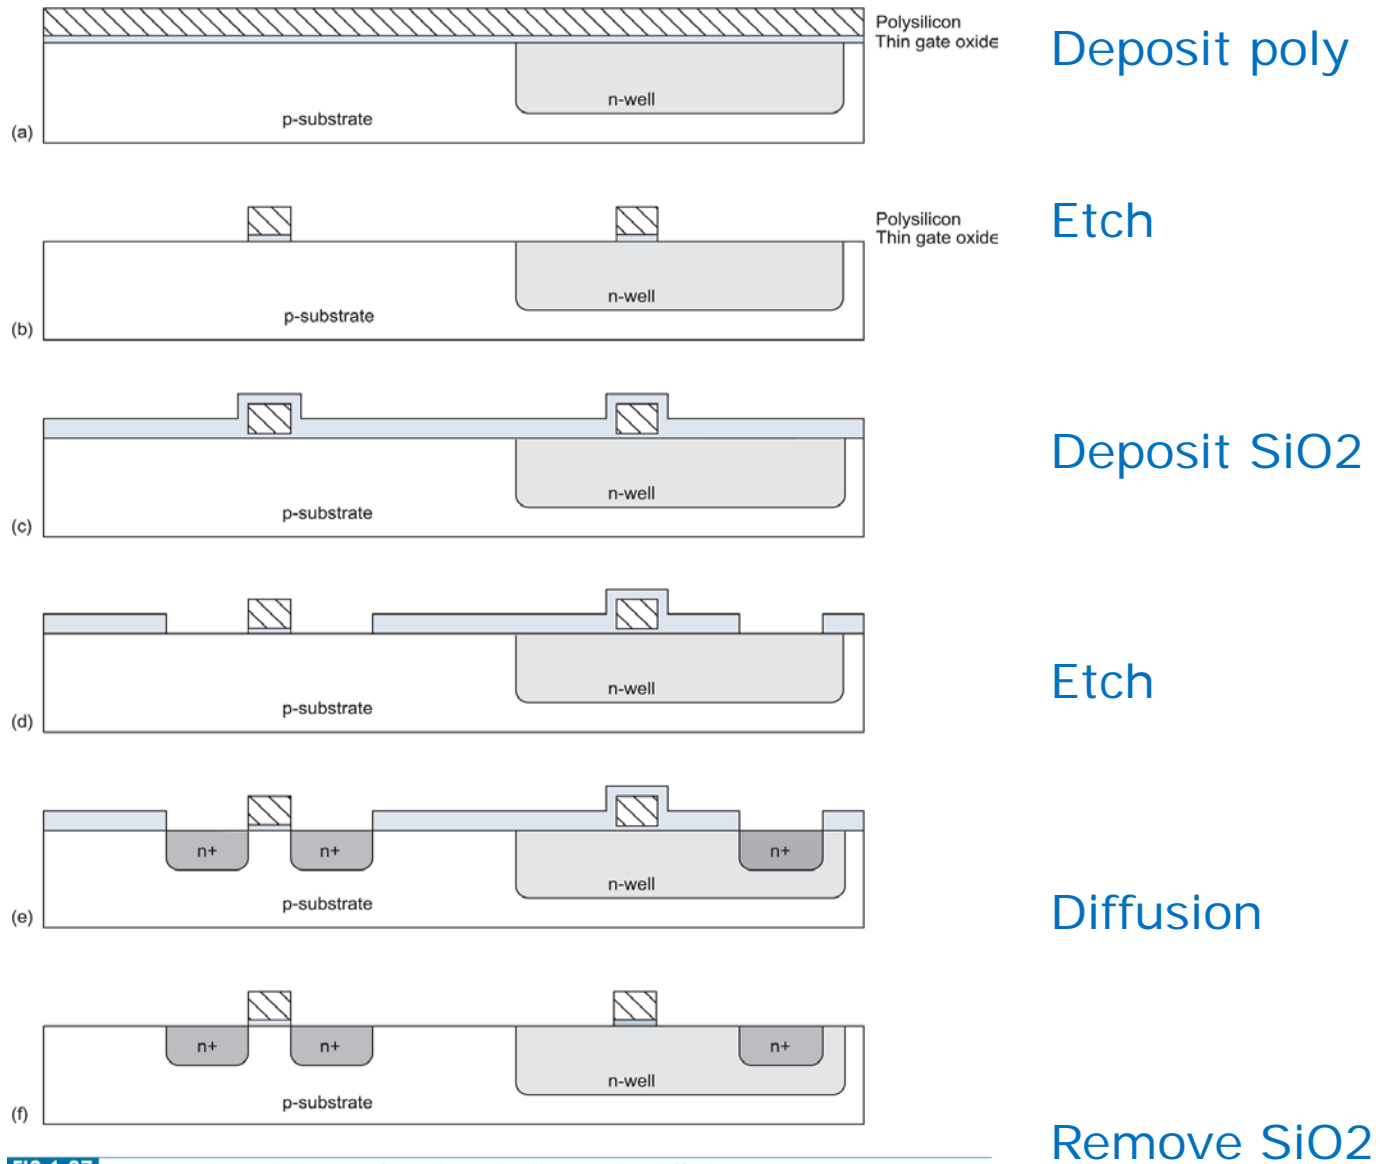 Polysilicon
Thin gate oxide
Deposit poly
n-well
p-substrate
(a)
Polysilicon
Thin gate oxide
Etch
n-well
p-substrate
(b)
Deposit SiO2
n-well
p-substrate
(c)
Etch
n-well
p-substrate
(d)
n+ n+ n+
n-well
p-substrate
(e)
Diffusion
n+ n+ n+
n-well
p-substrate
(f)
Remove SiO2